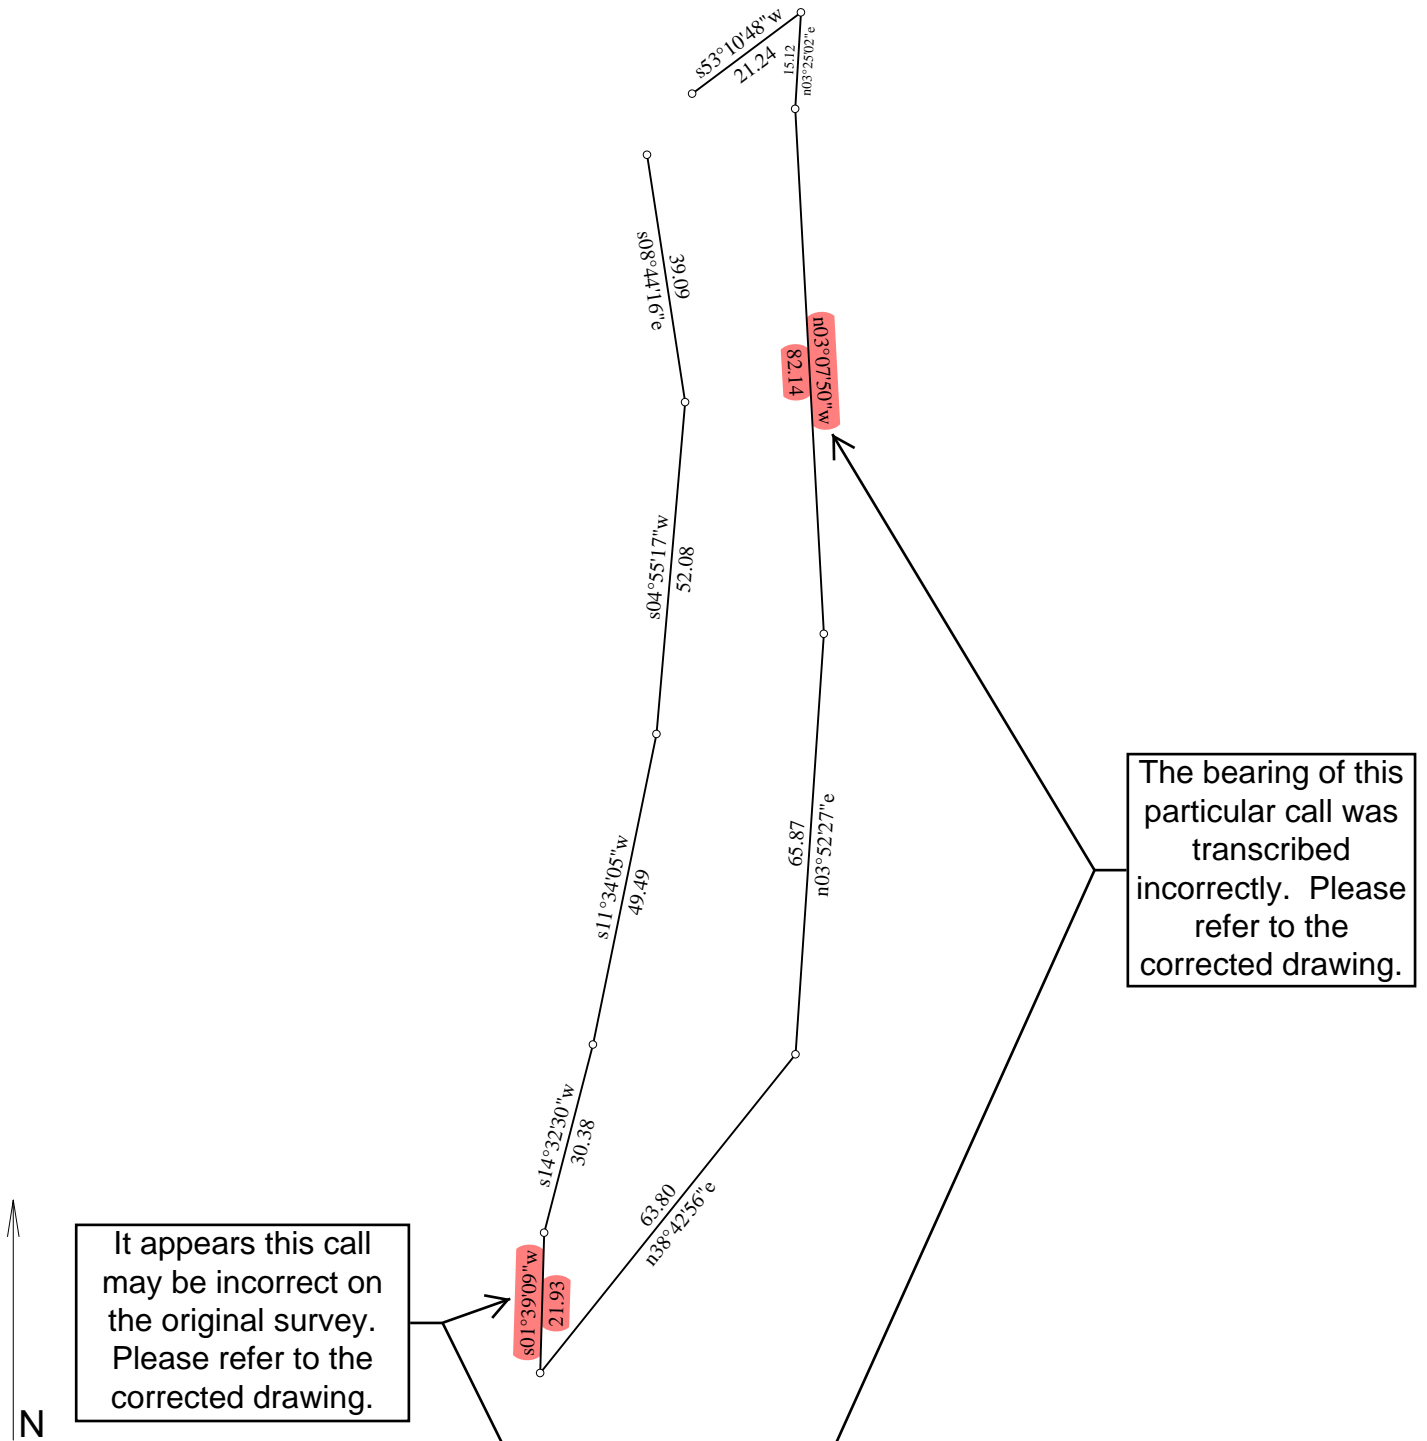 s53°10'48"w
21.24
15.12
n03°25'02"e
39.09
s08°44'16"e
n03°07'50"w
82.14
s04°55'17"w
52.08
The bearing of this
particular call was
transcribed
incorrectly.  Please
refer to the
corrected drawing.
65.87
n03°52'27"e
s11°34'05"w
49.49
s14°32'30"w
30.38
63.80
n38°42'56"e
s01°39'09"w
21.93
It appears this call
may be incorrect on
the original survey.
Please refer to the
corrected drawing.
N